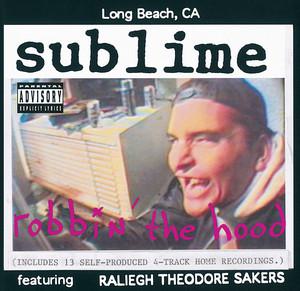 Long Beach, CA
sublime
PARENTAL
ADVISORY
EXPLICIT LYRICS
robbin' the hood
(INCLUDES 13 SELF-PRODUCED 4-TRACK HOME RECORDINGS.)
featuring RALIEGH THEODORE SAKERS